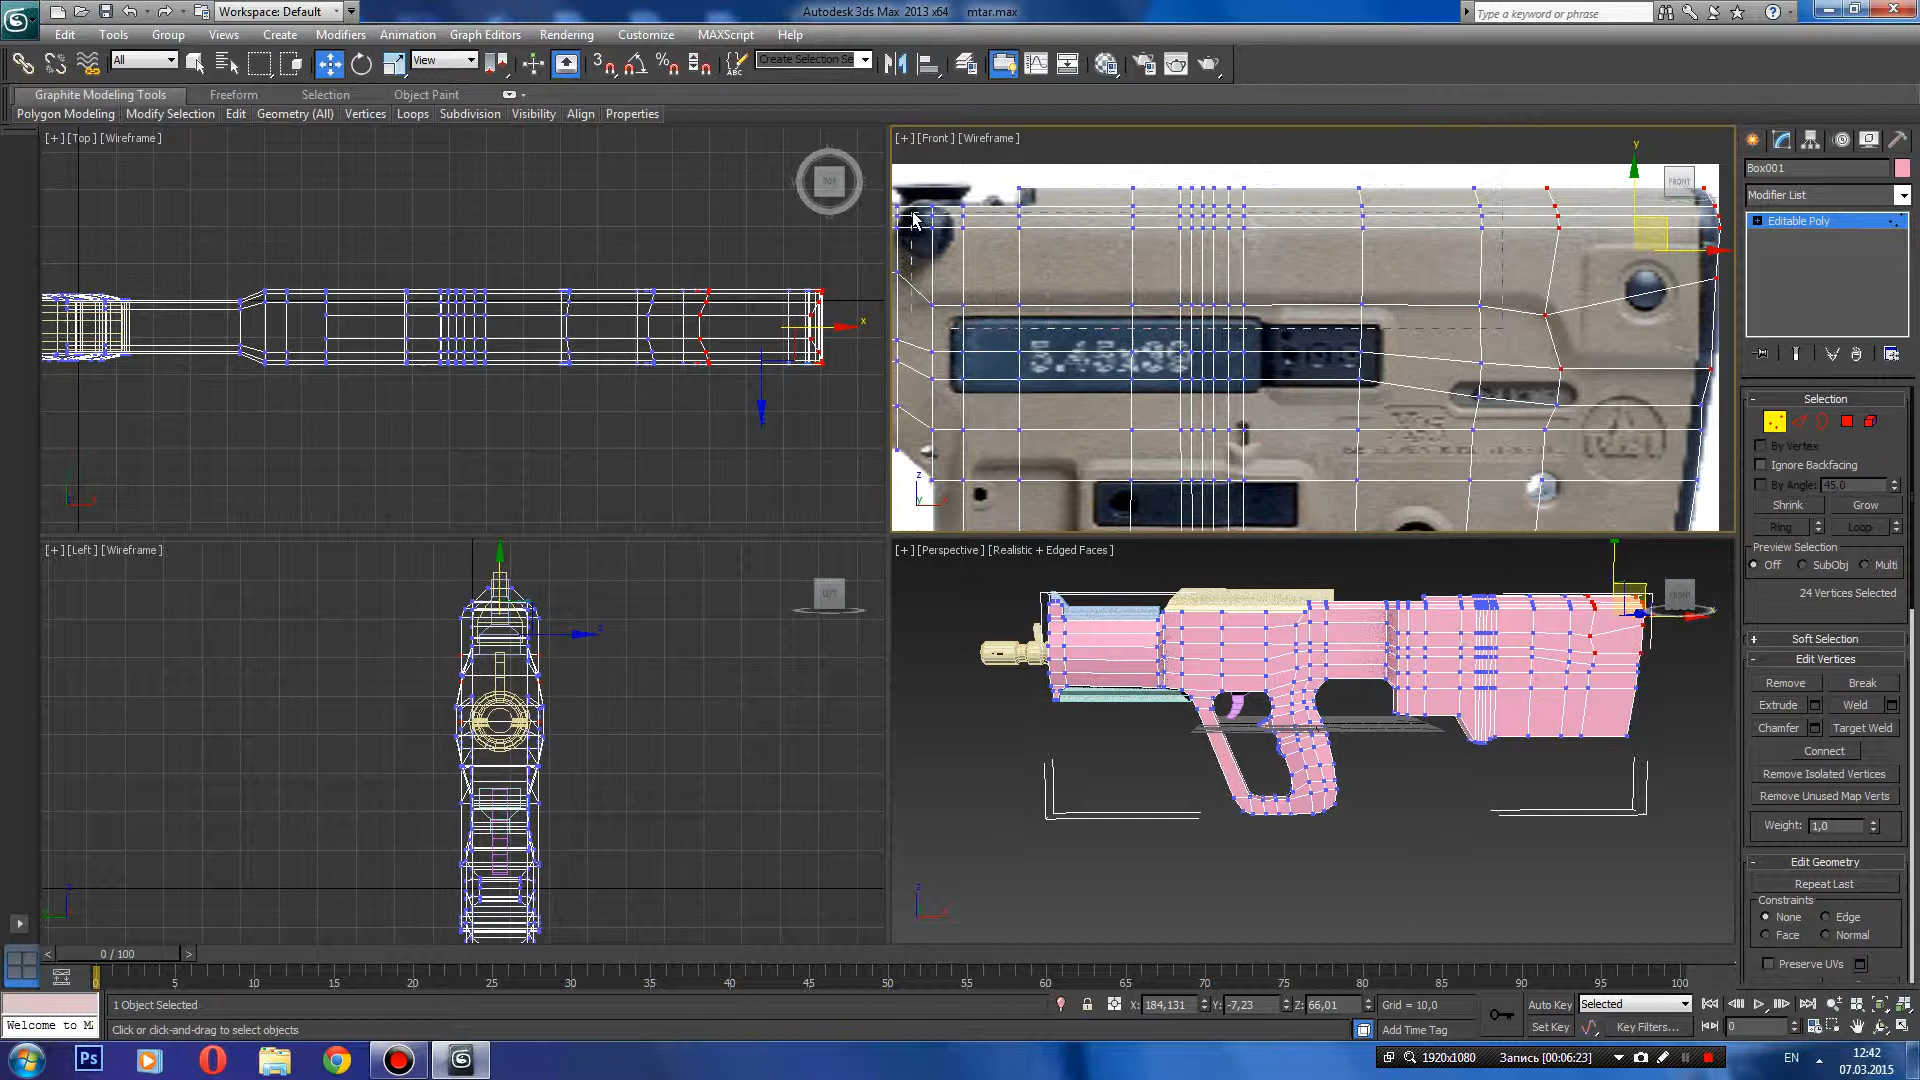 Workspace: Default
Autodesk 3ds Max 2013 x64
mtar.max
Type a keyword or phrase
Edit
Tools
Group
Views
Create
Modifiers
Animation
Graph Editors
Rendering
Customize
MAXScript
Help
All
View
3
Create Selection Se
Graphite Modeling Tools
Freeform
Selection
Object Paint
Polygon Modeling
Modify Selection
Edit
Geometry (All)
Vertices
Loops
Subdivision
Visibility
Align
Properties
[+] [Top] [Wireframe]
TOP
[+] [Front] [Wireframe]
FRONT
y
x
Box001
Modifier List
Editable Poly
Selection
By Vertex
Ignore Backfacing
By Angle: 45,0
Shrink
Grow
Ring
Loop
Preview Selection
Off
SubObj
Multi
24 Vertices Selected
Soft Selection
Edit Vertices
Remove
Break
Extrude
Weld
Chamfer
Target Weld
Connect
Remove Isolated Vertices
Remove Unused Map Verts
Weight: 1,0
Edit Geometry
Repeat Last
Constraints
None
Edge
Face
Normal
Preserve UVs
[+] [Left] [Wireframe]
LEFT
[+] [Perspective] [Realistic + Edged Faces]
FRONT
0 / 100
0 5 10 15 20 25 30 35 40 45 50 55 60 65 70 75 80 85 90 95 100
1 Object Selected
X: 184,131
Y: -7,23
Z: 66,01
Grid = 10,0
Auto Key
Selected
Welcome to M
Click or click-and-drag to select objects
Add Time Tag
Set Key
Key Filters...
0
Ps
1920x1080
Запись [00:06:23]
EN
12:42
07.03.2015